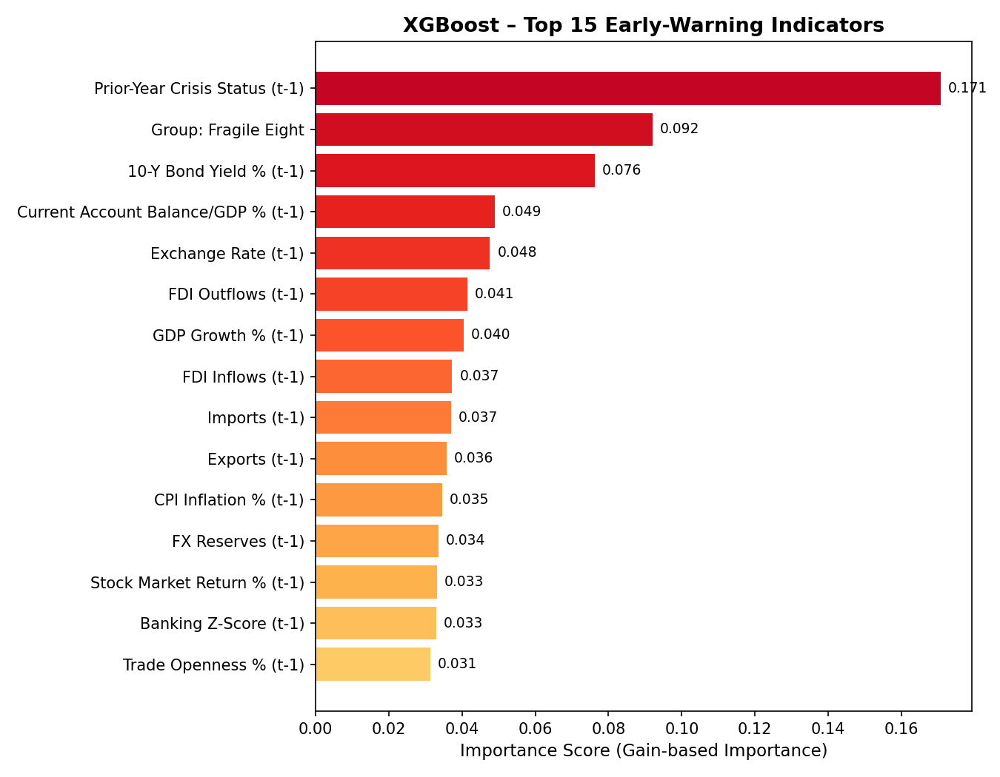 XGBoost – Top 15 Early-Warning Indicators
Prior-Year Crisis Status (t-1) 0.171
Group: Fragile Eight 0.092
10-Y Bond Yield % (t-1) 0.076
Current Account Balance/GDP % (t-1) 0.049
Exchange Rate (t-1) 0.048
FDI Outflows (t-1) 0.041
GDP Growth % (t-1) 0.040
FDI Inflows (t-1) 0.037
Imports (t-1) 0.037
Exports (t-1) 0.036
CPI Inflation % (t-1) 0.035
FX Reserves (t-1) 0.034
Stock Market Return % (t-1) 0.033
Banking Z-Score (t-1) 0.033
Trade Openness % (t-1) 0.031
0.00 0.02 0.04 0.06 0.08 0.10 0.12 0.14 0.16
Importance Score (Gain-based Importance)